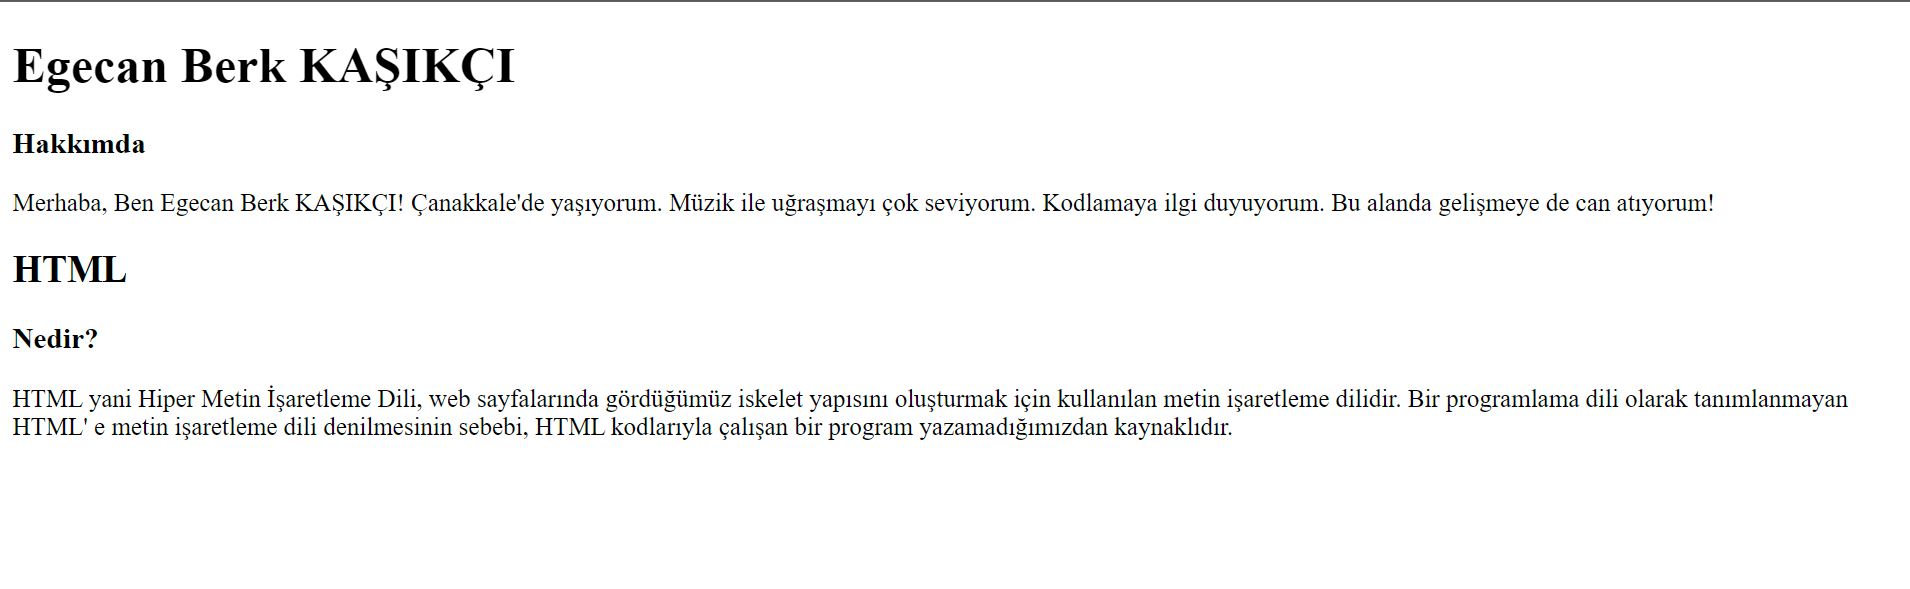 Egecan Berk KAŞIKÇI
Hakkımda
Merhaba, Ben Egecan Berk KAŞIKÇI! Çanakkale'de yaşıyorum. Müzik ile uğraşmayı çok seviyorum. Kodlamaya ilgi duyuyorum. Bu alanda gelişmeye de can atıyorum!
HTML
Nedir?
HTML yani Hiper Metin İşaretleme Dili, web sayfalarında gördüğümüz iskelet yapısını oluşturmak için kullanılan metin işaretleme dilidir. Bir programlama dili olarak tanımlanmayan
HTML' e metin işaretleme dili denilmesinin sebebi, HTML kodlarıyla çalışan bir program yazamadığımızdan kaynaklıdır.